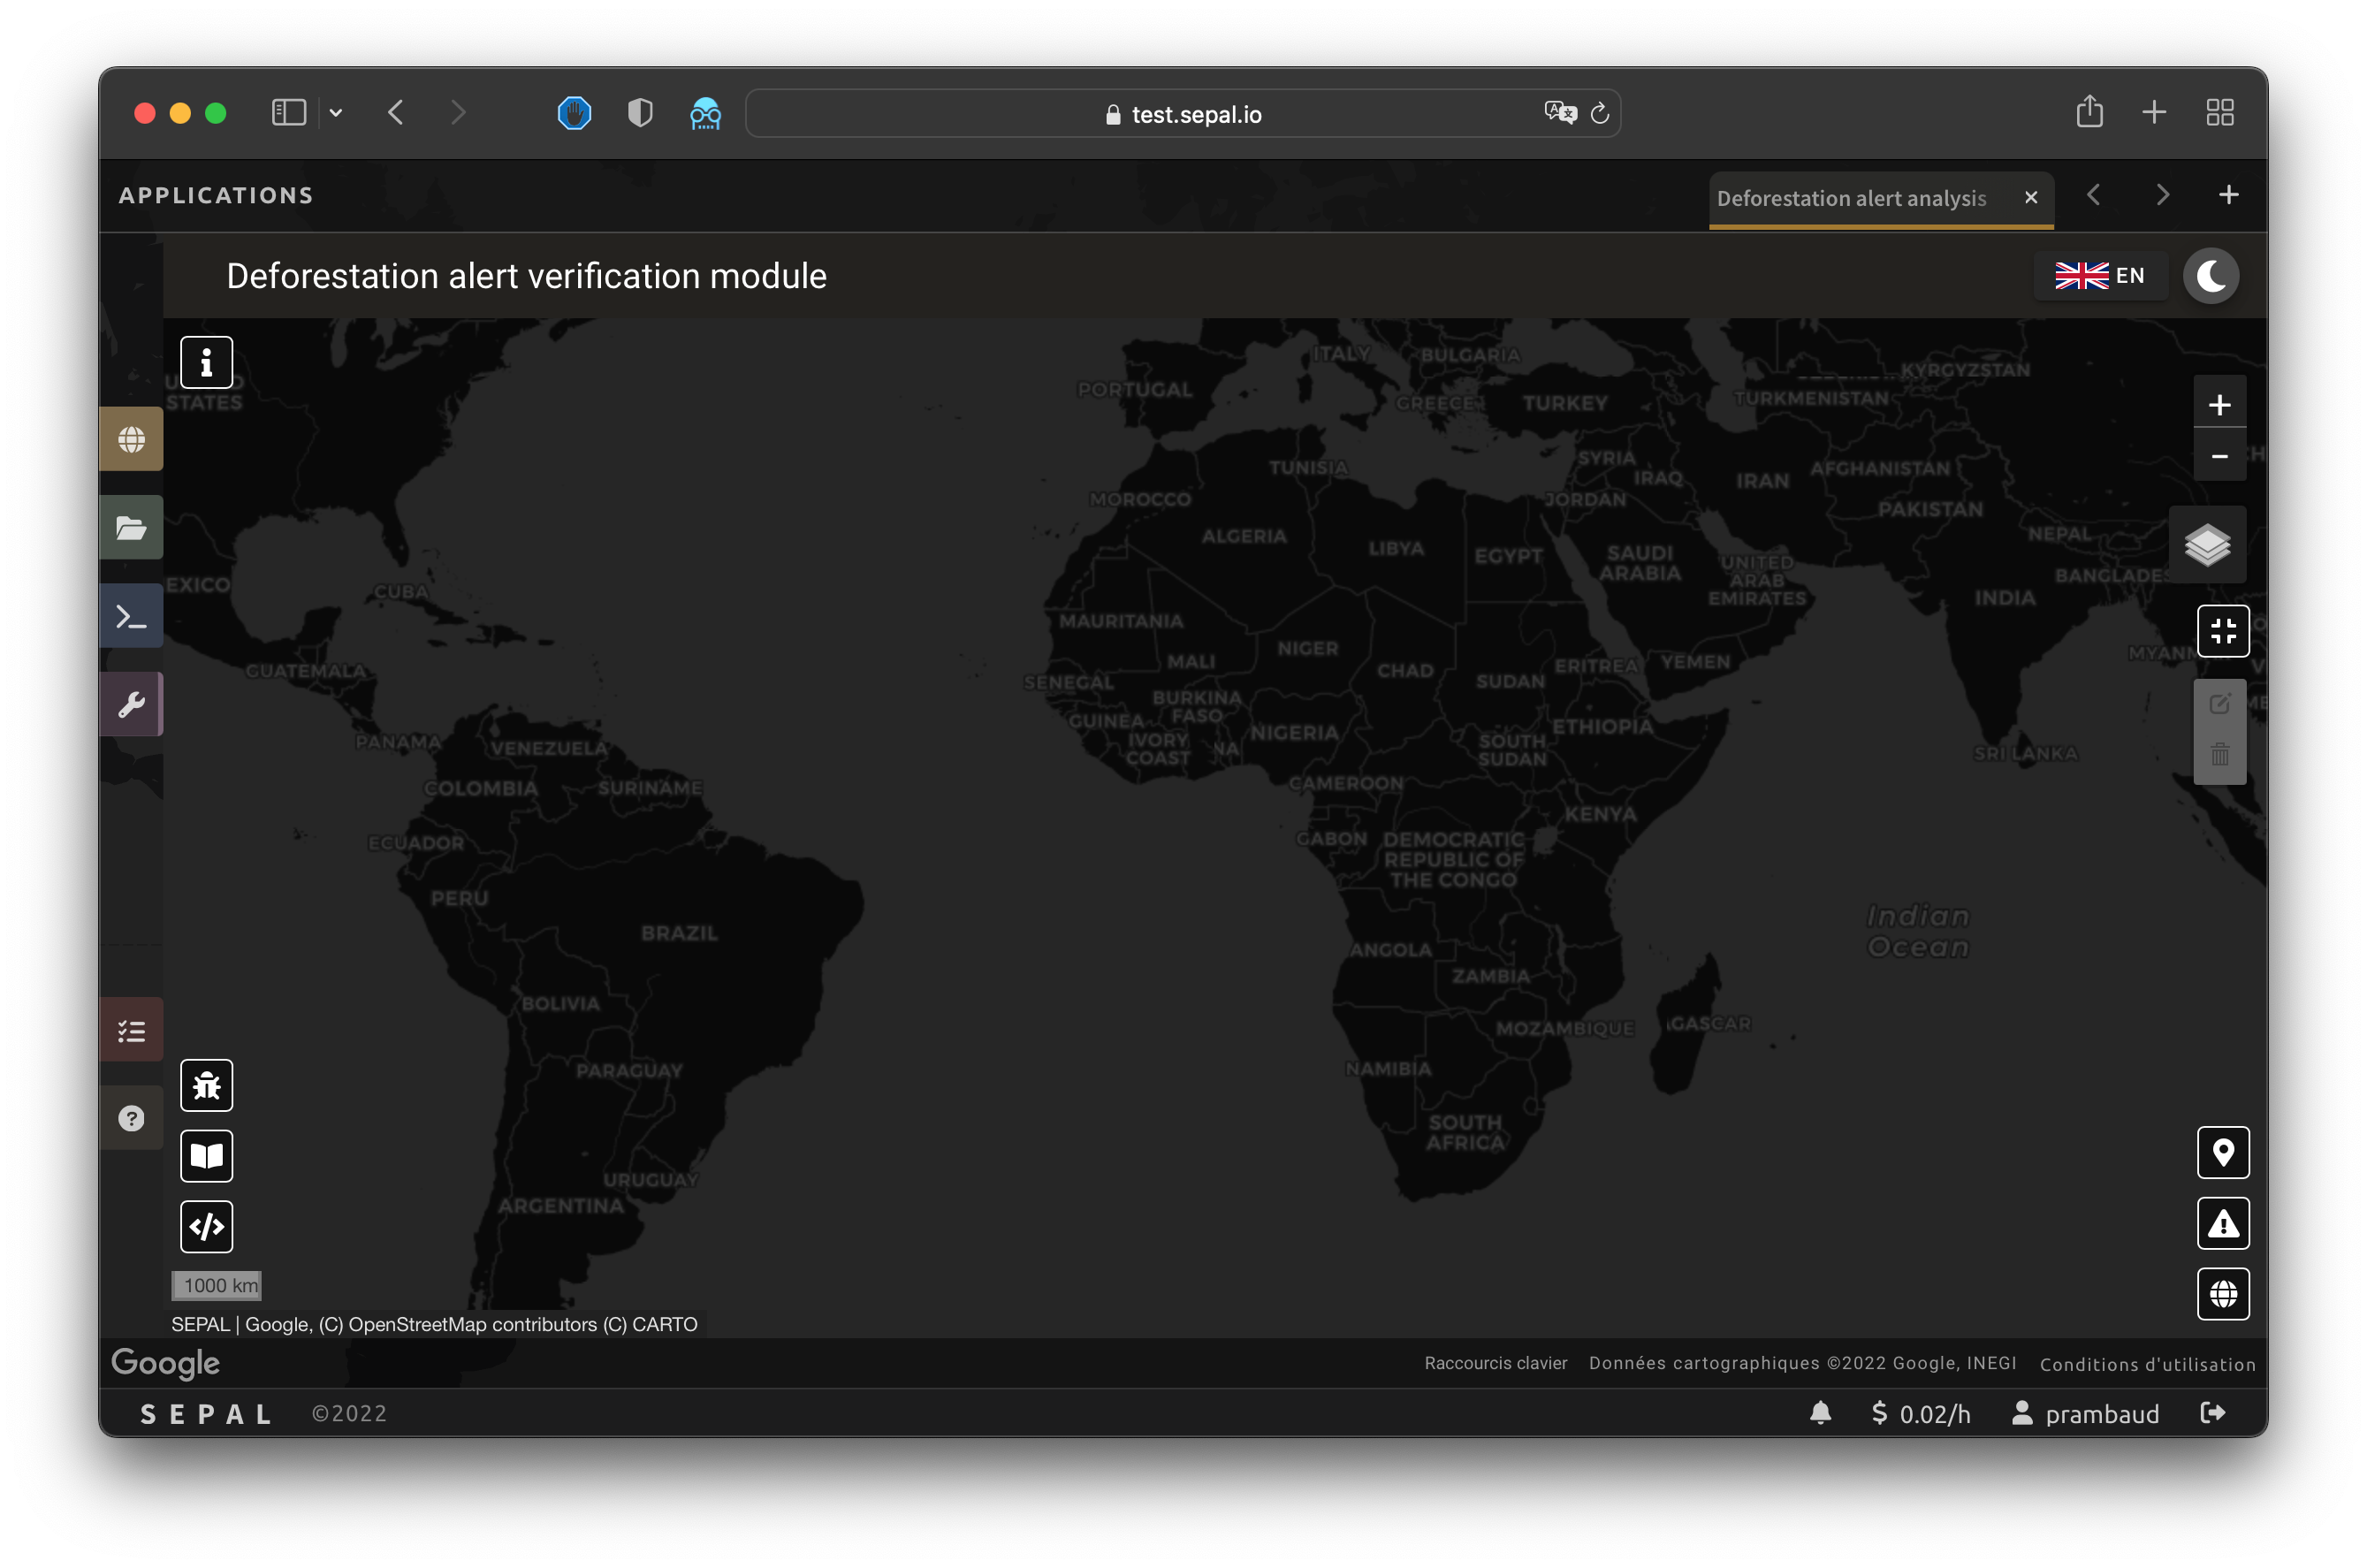 test.sepal.io
APPLICATIONS
Deforestation alert analysis
Deforestation alert verification module
EN
STATES
ITALY
BULGARIA
KYRGYZSTAN
PORTUGAL
GREECE
TURKEY
TURKMENISTAN
TUNISIA
SYRIA
IRAQ
IRAN
AFGHANISTAN
MOROCCO
JORDAN
PAKISTAN
ALGERIA
LIBYA
EGYPT
SAUDI
ARABIA
NEPAL
UNITED
ARAB
EMIRATES
BANGLADES
EXICO
CUBA
INDIA
MAURITANIA
MALI
NIGER
CHAD
SUDAN
ERITREA
YEMEN
MYANM
GUATEMALA
SENEGAL
BURKINA
FASO
GUINEA
IVORY
COAST
NA
NIGERIA
SOUTH
SUDAN
ETHIOPIA
SRI LANKA
PANAMA
VENEZUELA
COLOMBIA
SURINAME
CAMEROON
KENYA
ECUADOR
GABON
DEMOCRATIC
REPUBLIC OF
THE CONGO
PERU
BRAZIL
Indian
Ocean
ANGOLA
ZAMBIA
BOLIVIA
MOZAMBIQUE
GASCAR
PARAGUAY
NAMIBIA
SOUTH
AFRICA
URUGUAY
ARGENTINA
1000 km
SEPAL | Google, (C) OpenStreetMap contributors (C) CARTO
Google
Raccourcis clavier
Données cartographiques ©2022 Google, INEGI
Conditions d'utilisation
SEPAL
©2022
$ 0.02/h
prambaud